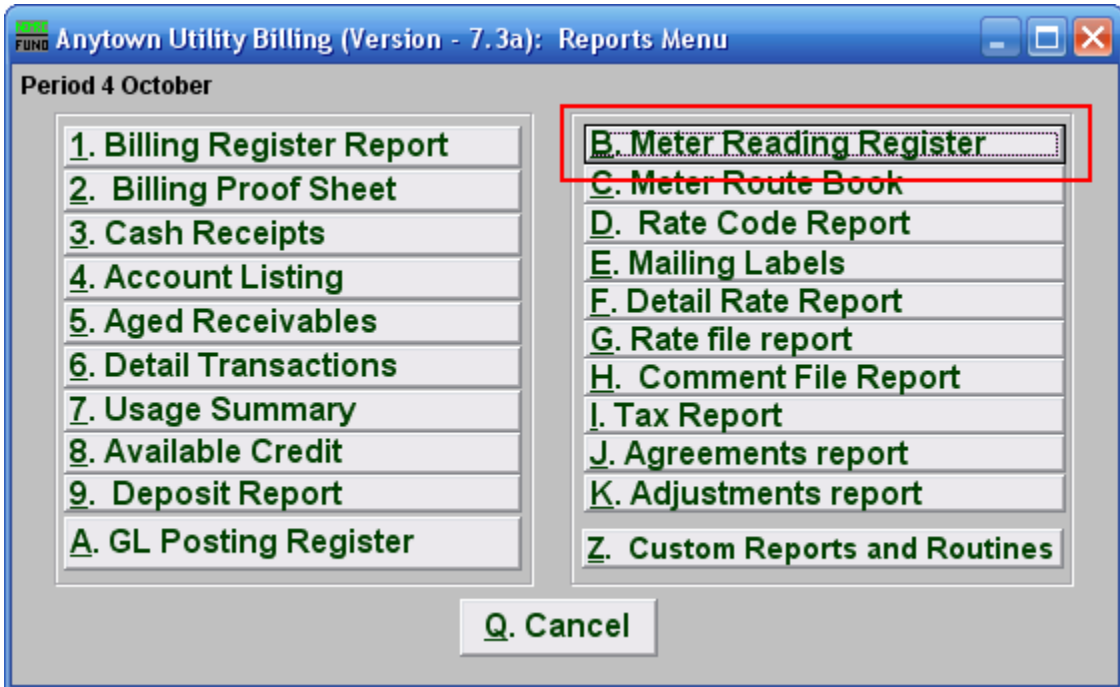 FUND Anytown Utility Billing (Version - 7.3a): Reports Menu
Period 4 October
1. Billing Register Report
2. Billing Proof Sheet
3. Cash Receipts
4. Account Listing
5. Aged Receivables
6. Detail Transactions
7. Usage Summary
8. Available Credit
9. Deposit Report
A. GL Posting Register
B. Meter Reading Register
C. Meter Route Book
D. Rate Code Report
E. Mailing Labels
F. Detail Rate Report
G. Rate file report
H. Comment File Report
I. Tax Report
J. Agreements report
K. Adjustments report
Z. Custom Reports and Routines
Q. Cancel